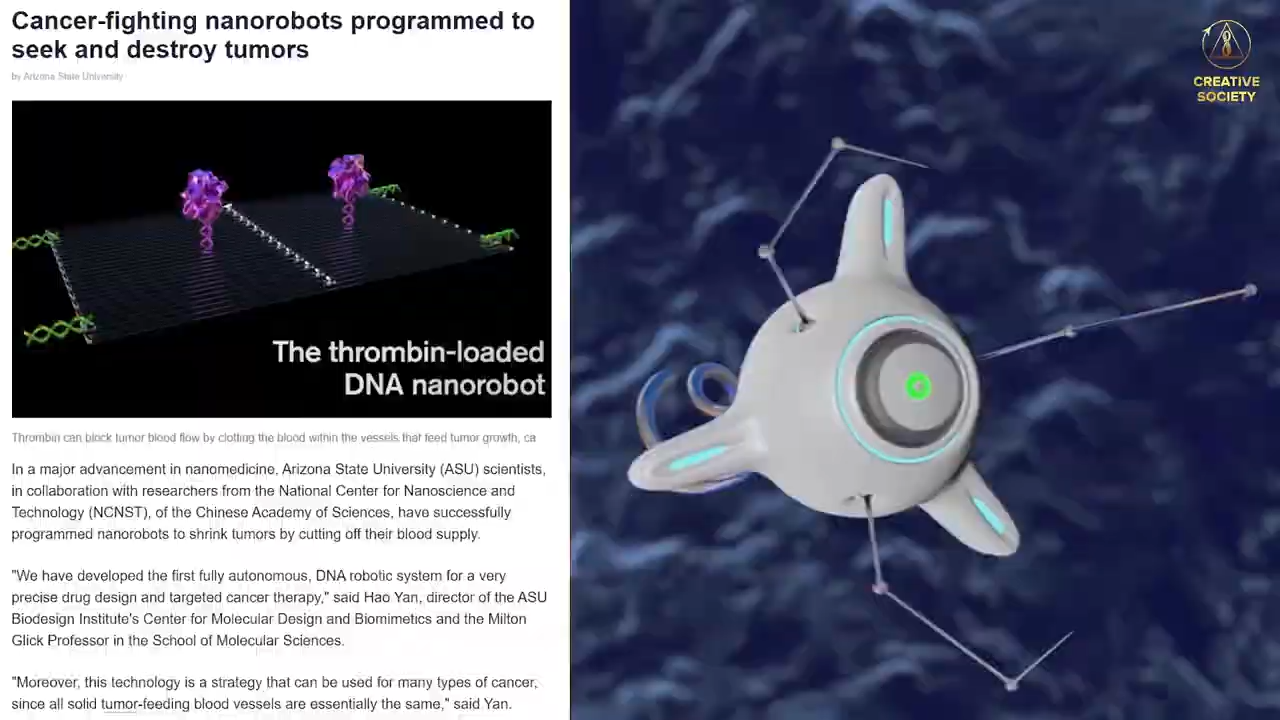 Cancer-fighting nanorobots programmed to
seek and destroy tumors
by Arizona State University
The thrombin-loaded
DNA nanorobot
Thrombin can block tumor blood flow by clotting the blood within the vessels that feed tumor growth, ca
In a major advancement in nanomedicine, Arizona State University (ASU) scientists,
in collaboration with researchers from the National Center for Nanoscience and
Technology (NCNST), of the Chinese Academy of Sciences, have successfully
programmed nanorobots to shrink tumors by cutting off their blood supply.
"We have developed the first fully autonomous, DNA robotic system for a very
precise drug design and targeted cancer therapy," said Hao Yan, director of the ASU
Biodesign Institute's Center for Molecular Design and Biomimetics and the Milton
Glick Professor in the School of Molecular Sciences.
"Moreover, this technology is a strategy that can be used for many types of cancer,
since all solid tumor-feeding blood vessels are essentially the same," said Yan.
CREATIVE
SOCIETY